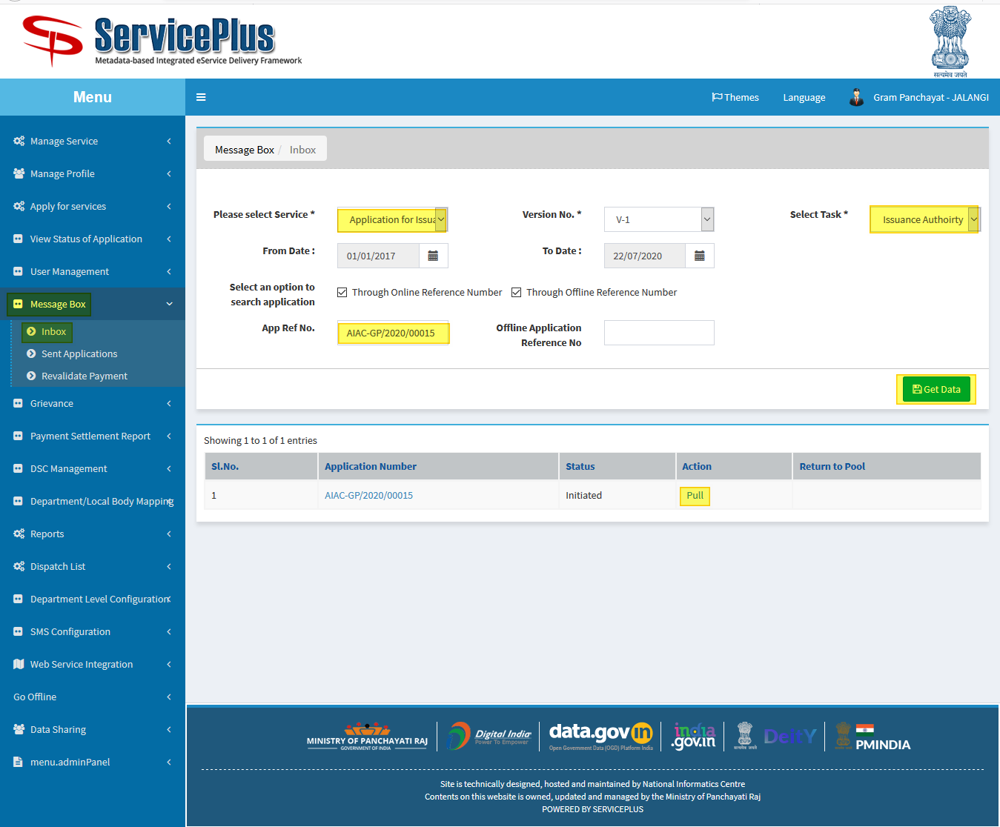 ServicePlus
Metadata-based Integrated eService Delivery Framework
सत्यमेव जयते
Menu
Themes
Language
Gram Panchayat - JALANGI
Manage Service
Manage Profile
Apply for services
View Status of Application
User Management
Message Box
Inbox
Sent Applications
Revalidate Payment
Grievance
Payment Settlement Report
DSC Management
Department/Local Body Mapping
Reports
Dispatch List
Department Level Configuration
SMS Configuration
Web Service Integration
Go Offline
Data Sharing
menu.adminPanel
Message Box / Inbox
Please select Service * Application for Issua Version No. * V-1 Select Task * Issuance Authoirty
From Date : 01/01/2017 To Date : 22/07/2020
Select an option to
search application
Through Online Reference Number Through Offline Reference Number
App Ref No. AIAC-GP/2020/00015
Offline Application
Reference No
Get Data
Showing 1 to 1 of 1 entries
Sl.No. Application Number Status Action Return to Pool
1 AIAC-GP/2020/00015 Initiated Pull
MINISTRY OF PANCHAYATI RAJ
GOVERNMENT OF INDIA
Digital India
Power To Empower
data.gov in
Open Government Data (OGD) Platform India
india
.gov.in
सत्यमेव जयते
DeitY
PMINDIA
Site is technically designed, hosted and maintained by National Informatics Centre
Contents on this website is owned, updated and managed by the Ministry of Panchayati Raj
POWERED BY SERVICEPLUS